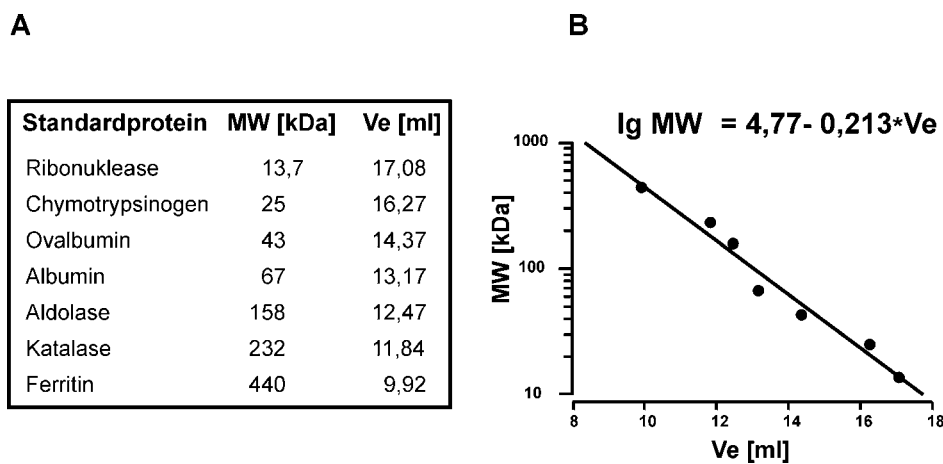 A
Standardprotein MW [kDa] Ve [ml]
Ribonuklease 13,7 17,08
Chymotrypsinogen 25 16,27
Ovalbumin 43 14,37
Albumin 67 13,17
Aldolase 158 12,47
Katalase 232 11,84
Ferritin 440 9,92
B
lg MW = 4,77- 0,213*Ve
1000
100
10
MW [kDa]
8 10 12 14 16 18
Ve [ml]